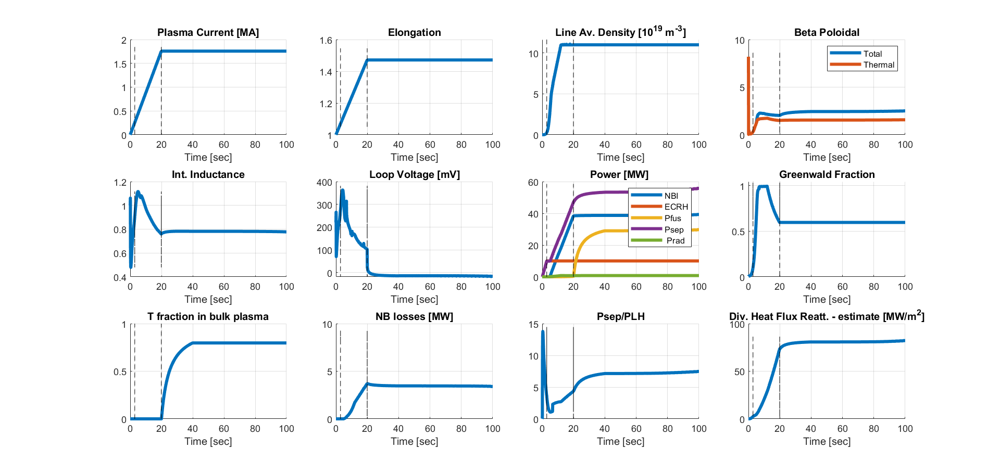 Plasma Current [MA]
2
1.5
1
0.5
0
0 20 40 60 80 100
Time [sec]
Elongation
1.6
1.4
1.2
1
0 20 40 60 80 100
Time [sec]
Line Av. Density [10^19 m^-3]
10
5
0
0 20 40 60 80 100
Time [sec]
Beta Poloidal
10
5
0
Total
Thermal
0 20 40 60 80 100
Time [sec]
Int. Inductance
1.2
1
0.8
0.6
0.4
0 20 40 60 80 100
Time [sec]
Loop Voltage [mV]
400
300
200
100
0
0 20 40 60 80 100
Time [sec]
Power [MW]
60
40
20
0
NBI
ECRH
Pfus
Psep
Prad
0 20 40 60 80 100
Time [sec]
Greenwald Fraction
1
0.5
0
0 20 40 60 80 100
Time [sec]
T fraction in bulk plasma
1
0.5
0
0 20 40 60 80 100
Time [sec]
NB losses [MW]
10
5
0
0 20 40 60 80 100
Time [sec]
Psep/PLH
15
10
5
0
0 20 40 60 80 100
Time [sec]
Div. Heat Flux Reatt. - estimate [MW/m^2]
100
50
0
0 20 40 60 80 100
Time [sec]